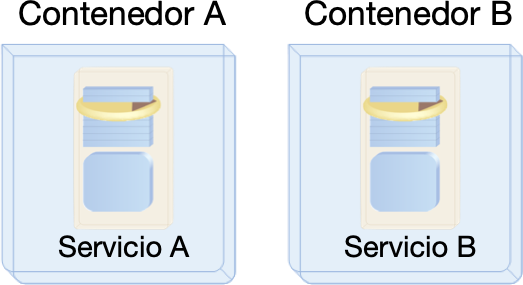 Contenedor A
Contenedor B
Servicio A
Servicio B